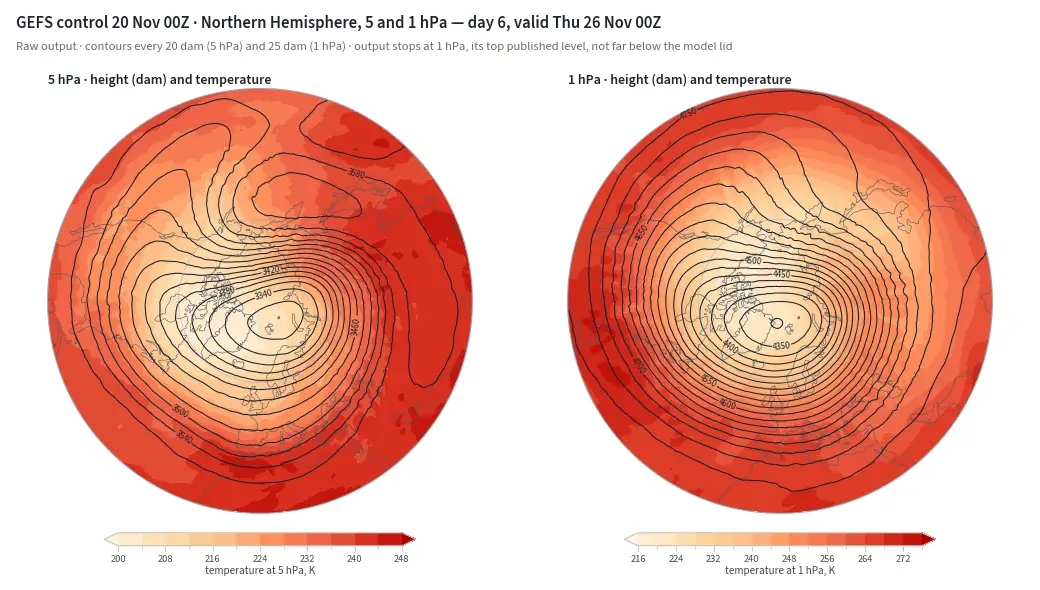 GEFS control 20 Nov 00Z · Northern Hemisphere, 5 and 1 hPa — day 6, valid Thu 26 Nov 00Z
Raw output · contours every 20 dam (5 hPa) and 25 dam (1 hPa) · output stops at 1 hPa, its top published level, not far below the model lid
5 hPa · height (dam) and temperature
1 hPa · height (dam) and temperature
3580
3420
3340
3460
3500
3540
4750
4650
4500
4450
4400
4350
4700
4550
4600
200 208 216 224 232 240 248
temperature at 5 hPa, K
216 224 232 240 248 256 264 272
temperature at 1 hPa, K